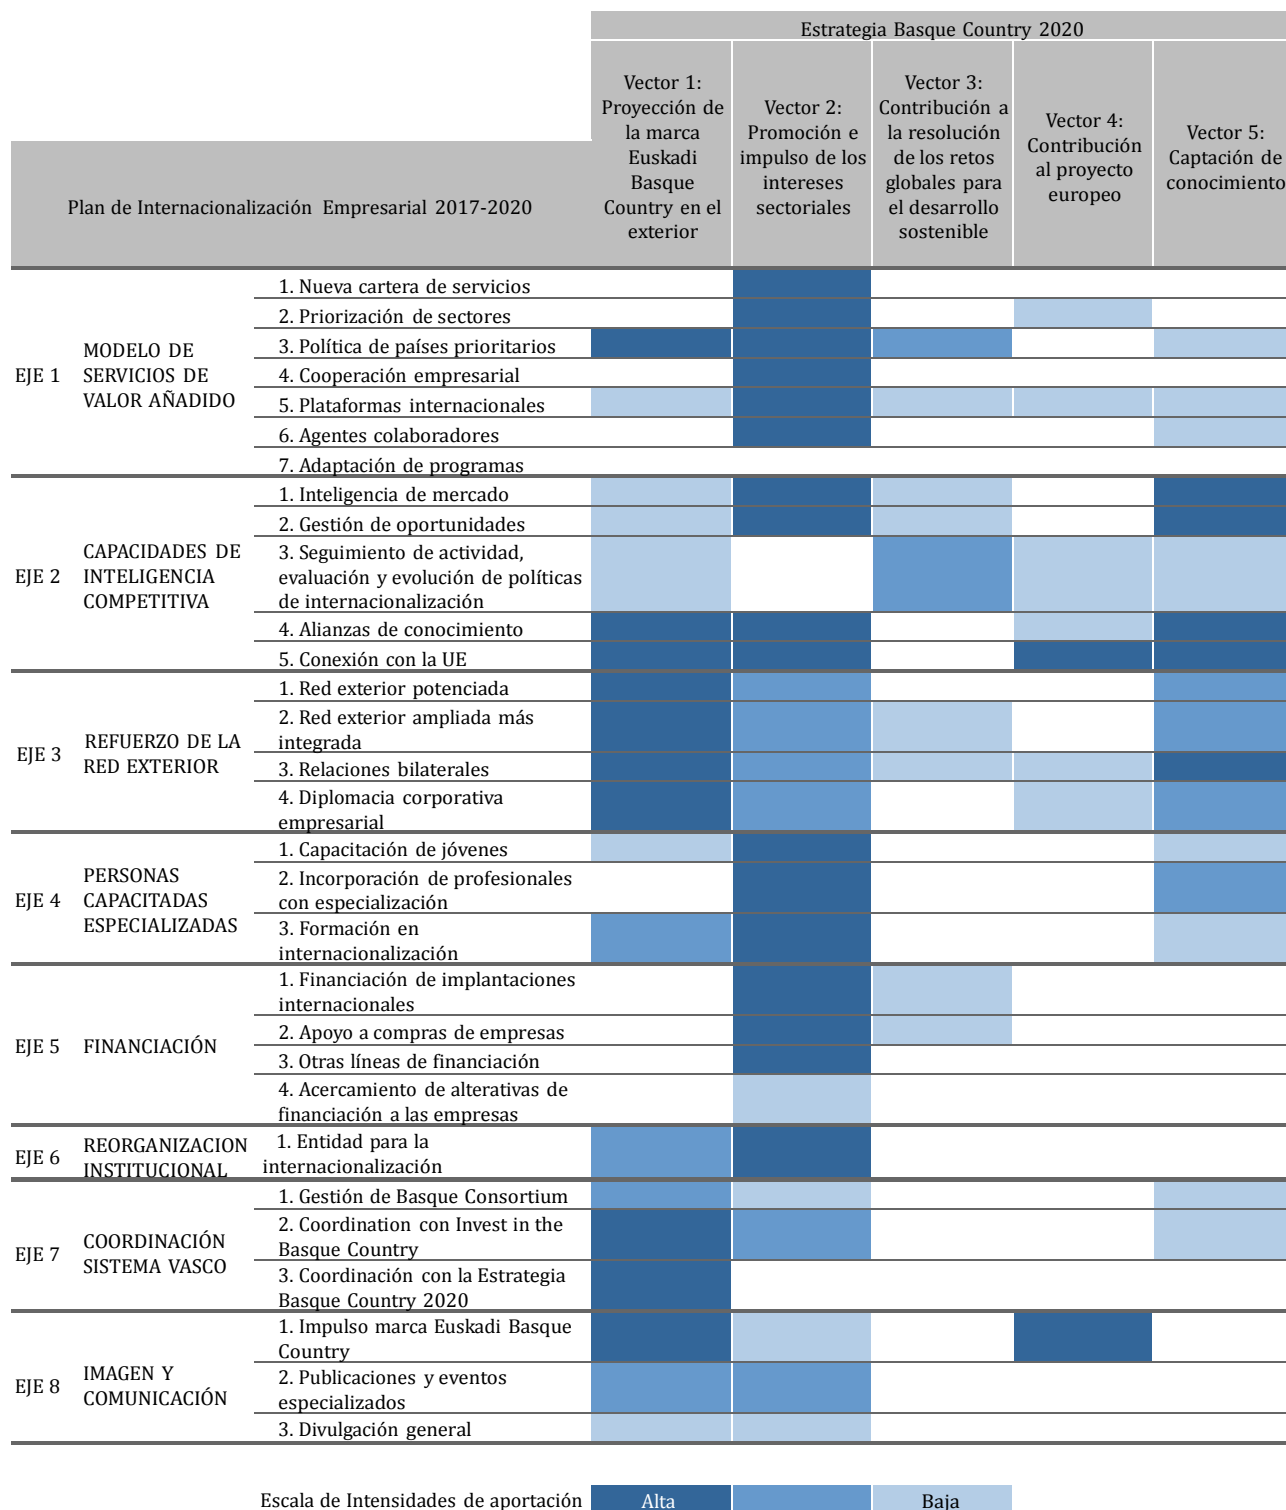 Estrategia Basque Country 2020
Plan de Internacionalización Empresarial 2017-2020
Vector 1:
Proyección de
la marca
Euskadi
Basque
Country en el
exterior
Vector 2:
Promoción e
impulso de los
intereses
sectoriales
Vector 3:
Contribución a
la resolución
de los retos
globales para
el desarrollo
sostenible
Vector 4:
Contribución
al proyecto
europeo
Vector 5:
Captación de
conocimiento
EJE 1
MODELO DE
SERVICIOS DE
VALOR AÑADIDO
1. Nueva cartera de servicios
2. Priorización de sectores
3. Política de países prioritarios
4. Cooperación empresarial
5. Plataformas internacionales
6. Agentes colaboradores
7. Adaptación de programas
EJE 2
CAPACIDADES DE
INTELIGENCIA
COMPETITIVA
1. Inteligencia de mercado
2. Gestión de oportunidades
3. Seguimiento de actividad,
evaluación y evolución de políticas
de internacionalización
4. Alianzas de conocimiento
5. Conexión con la UE
EJE 3
REFUERZO DE LA
RED EXTERIOR
1. Red exterior potenciada
2. Red exterior ampliada más
integrada
3. Relaciones bilaterales
4. Diplomacia corporativa
empresarial
EJE 4
PERSONAS
CAPACITADAS
ESPECIALIZADAS
1. Capacitación de jóvenes
2. Incorporación de profesionales
con especialización
3. Formación en
internacionalización
EJE 5
FINANCIACIÓN
1. Financiación de implantaciones
internacionales
2. Apoyo a compras de empresas
3. Otras líneas de financiación
4. Acercamiento de alterativas de
financiación a las empresas
EJE 6
REORGANIZACION
INSTITUCIONAL
1. Entidad para la
internacionalización
EJE 7
COORDINACIÓN
SISTEMA VASCO
1. Gestión de Basque Consortium
2. Coordination con Invest in the
Basque Country
3. Coordinación con la Estrategia
Basque Country 2020
EJE 8
IMAGEN Y
COMUNICACIÓN
1. Impulso marca Euskadi Basque
Country
2. Publicaciones y eventos
especializados
3. Divulgación general
Escala de Intensidades de aportación
Alta
Baja